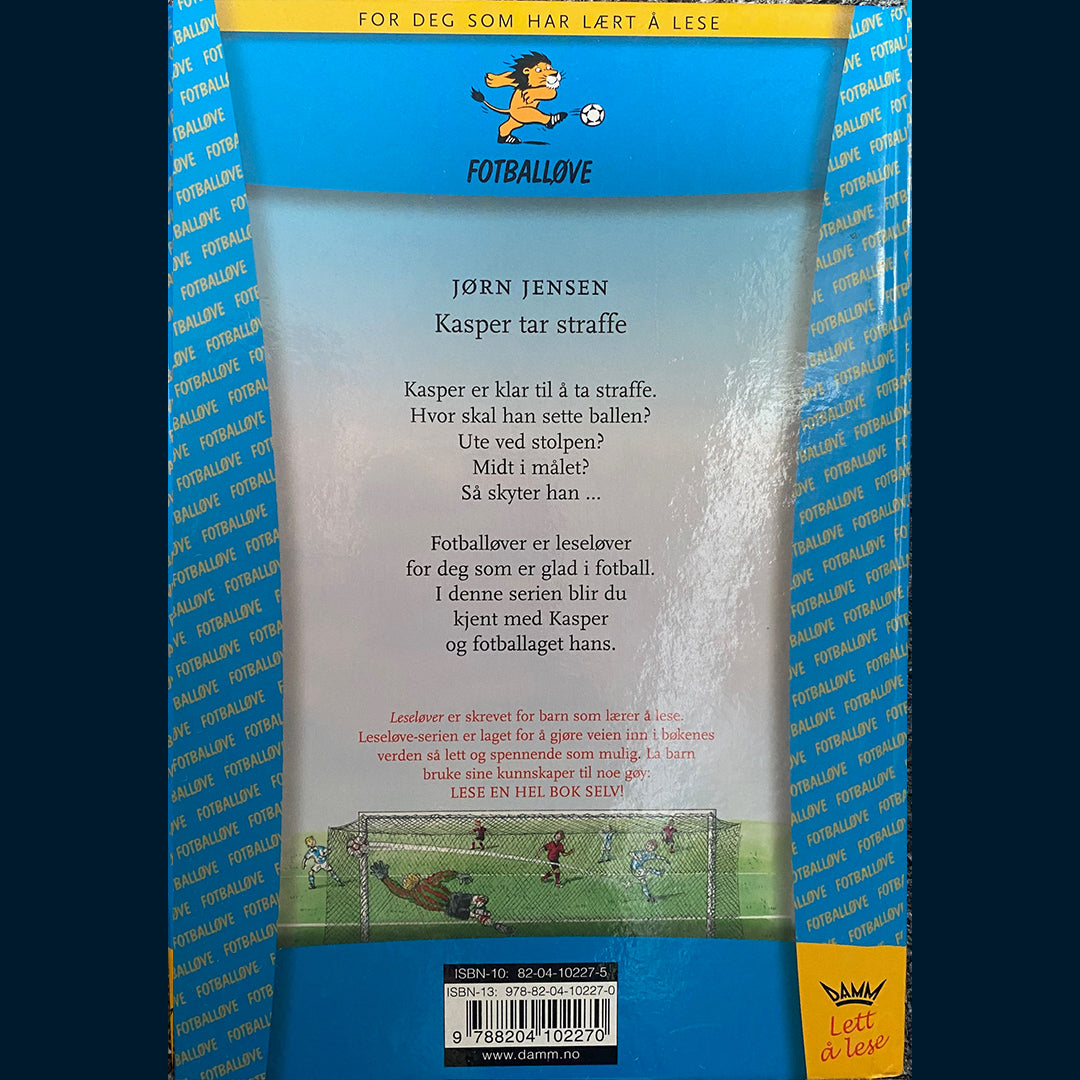 FOR DEG SOM HAR LÆRT Å LESE
FOTBALLØVE
JØRN JENSEN
Kasper tar straffe
Kasper er klar til å ta straffe.
Hvor skal han sette ballen?
Ute ved stolpen?
Midt i målet?
Så skyter han ...
Fotballøver er leseløver
for deg som er glad i fotball.
I denne serien blir du
kjent med Kasper
og fotballaget hans.
Leseløver er skrevet for barn som lærer å lese.
Leseløve-serien er laget for å gjøre veien inn i bøkenes
verden så lett og spennende som mulig. La barn
bruke sine kunnskaper til noe gøy:
LESE EN HEL BOK SELV!
ISBN-10: 82-04-10227-5
ISBN-13: 978-82-04-10227-0
9 788204 102270
www.damm.no
DAMM
Lett
å lese